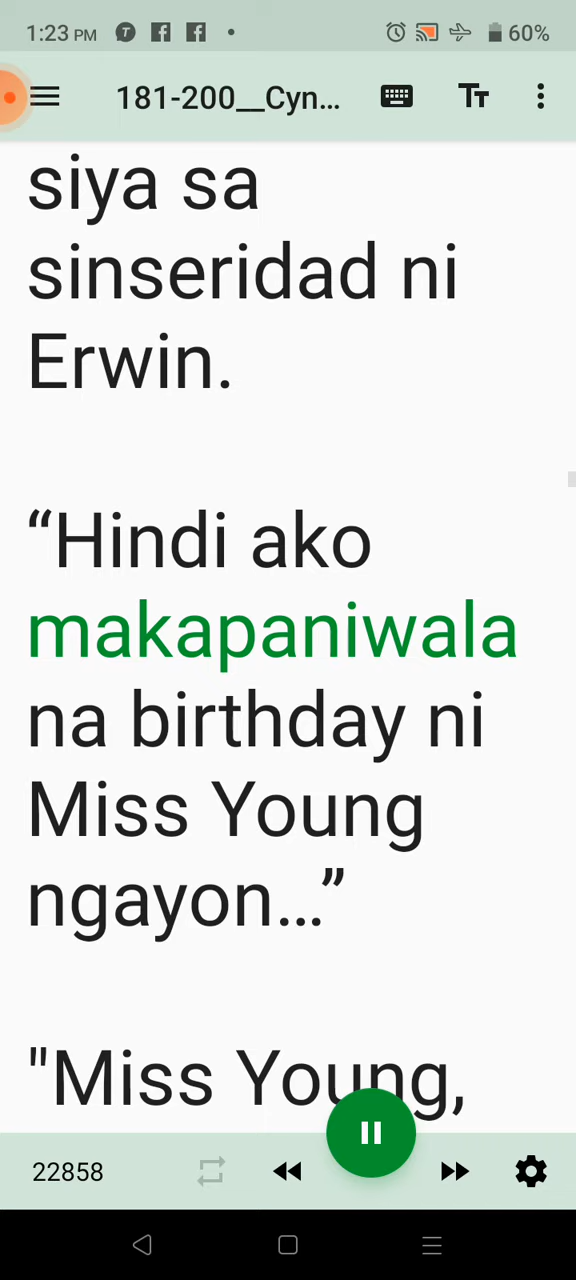 1:23 PM
60%
181-200__Cyn...
Tт
siya sa
sinseridad ni
Erwin.
“Hindi ako
makapaniwala
na birthday ni
Miss Young
ngayon...”
"Miss Young,
22858